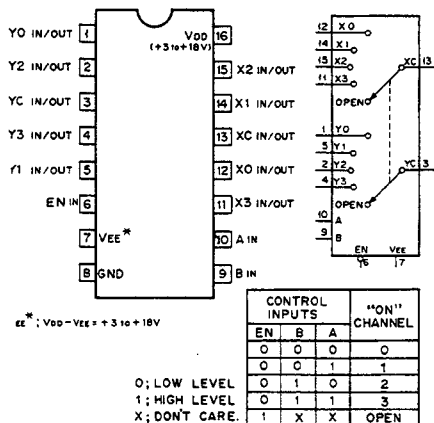 Y0 IN/OUT 1
Y2 IN/OUT 2
YC IN/OUT 3
Y3 IN/OUT 4
Y1 IN/OUT 5
EN IN 6
7 VEE*
8 GND
VDD 16
(+3 to +18V)
15 X2 IN/OUT
14 X1 IN/OUT
13 XC IN/OUT
12 X0 IN/OUT
11 X3 IN/OUT
10 A IN
9 B IN
12 X0
14 X1
15 X2
11 X3
XC 13
OPEN
1 Y0
5 Y1
2 Y2
4 Y3
YC 3
OPEN
10 A
9 B
EN VEE
6 7
EE*; VDD-VEE = +3 to +18V
CONTROL INPUTS "ON" CHANNEL
EN B A
0 0 0 0
0 0 1 1
0 1 0 2
0 1 1 3
1 X X OPEN
0; LOW LEVEL
1; HIGH LEVEL
X; DON'T CARE.